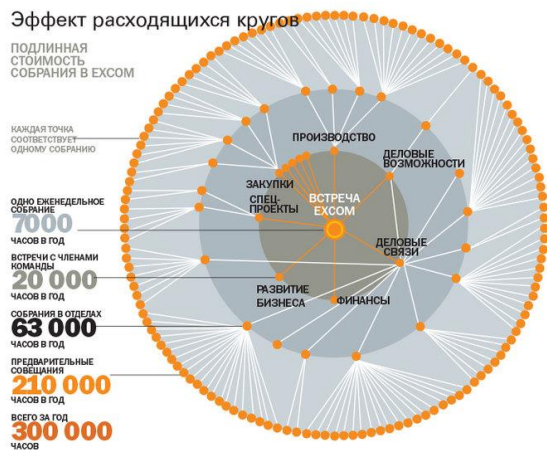 Эффект расходящихся кругов
ПОДЛИННАЯ
СТОИМОСТЬ
СОБРАНИЯ В EXCOM
КАЖДАЯ ТОЧКА
СООТВЕТСТВУЕТ
ОДНОМУ СОБРАНИЮ
ОДНО ЕЖЕНЕДЕЛЬНОЕ
СОБРАНИЕ
7000
ЧАСОВ В ГОД
ВСТРЕЧИ С ЧЛЕНАМИ
КОМАНДЫ
20 000
ЧАСОВ В ГОД
СОБРАНИЯ В ОТДЕЛАХ
63 000
ЧАСОВ В ГОД
ПРЕДВАРИТЕЛЬНЫЕ
СОВЕЩАНИЯ
210 000
ЧАСОВ В ГОД
ВСЕГО ЗА ГОД
300 000
ЧАСОВ
ПРОИЗВОДСТВО
ДЕЛОВЫЕ
ВОЗМОЖНОСТИ
ЗАКУПКИ
СПЕЦ-
ПРОЕКТЫ
ВСТРЕЧА
EXCOM
ДЕЛОВЫЕ
СВЯЗИ
РАЗВИТИЕ
БИЗНЕСА
ФИНАНСЫ